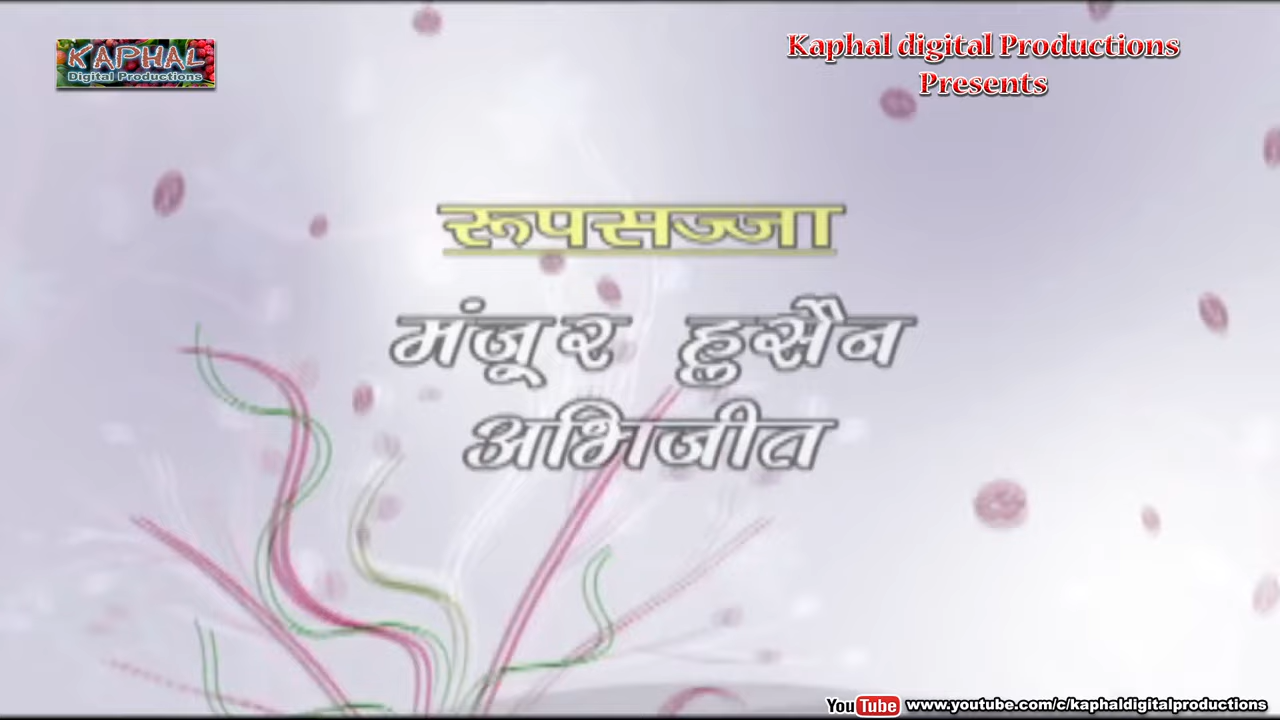 KAPHAL
Digital Productions
Kaphal digital Productions
Presents
रूपसज्जा
मंजूर हुसैन
अभिजीत
YouTube www.youtube.com/c/kaphaldigitalproductions